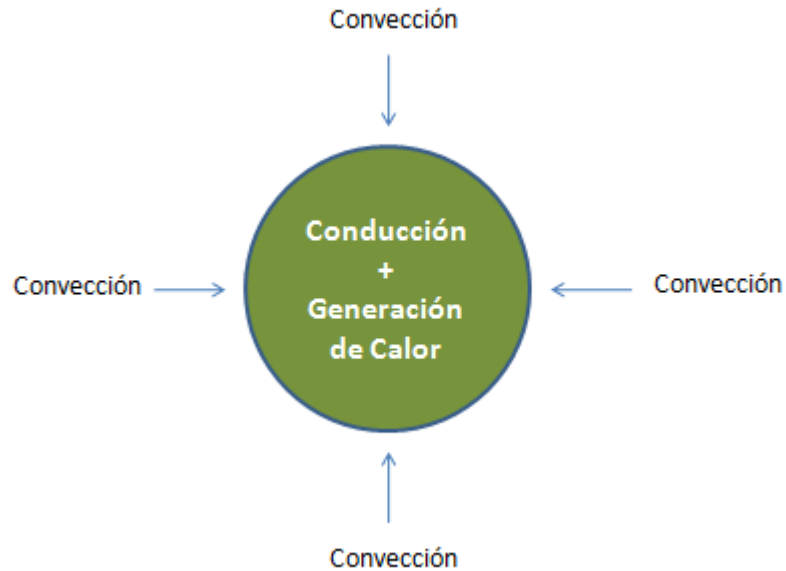 Convección
Conducción
+
Generación
de Calor
Convección
Convección
Convección